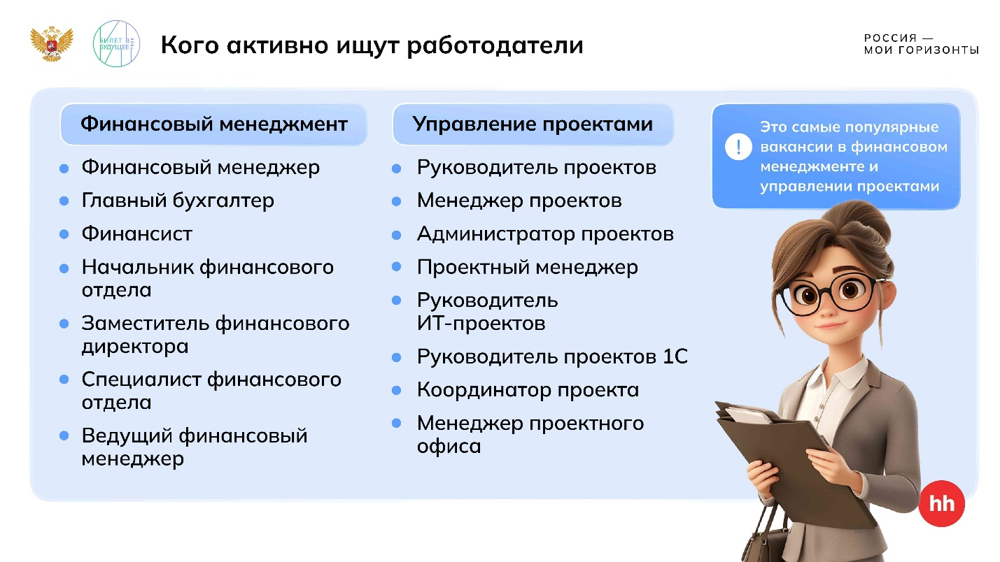 БИЛЕТ В
БУДУЩЕЕ
ТВОЕ
Кого активно ищут работодатели
РОССИЯ —
МОИ ГОРИЗОНТЫ
Финансовый менеджмент
Финансовый менеджер
Главный бухгалтер
Финансист
Начальник финансового
отдела
Заместитель финансового
директора
Специалист финансового
отдела
Ведущий финансовый
менеджер
Управление проектами
Руководитель проектов
Менеджер проектов
Администратор проектов
Проектный менеджер
Руководитель
ИТ-проектов
Руководитель проектов 1С
Координатор проекта
Менеджер проектного
офиса
!
Это самые популярные
вакансии в финансовом
менеджменте и
управлении проектами
hh